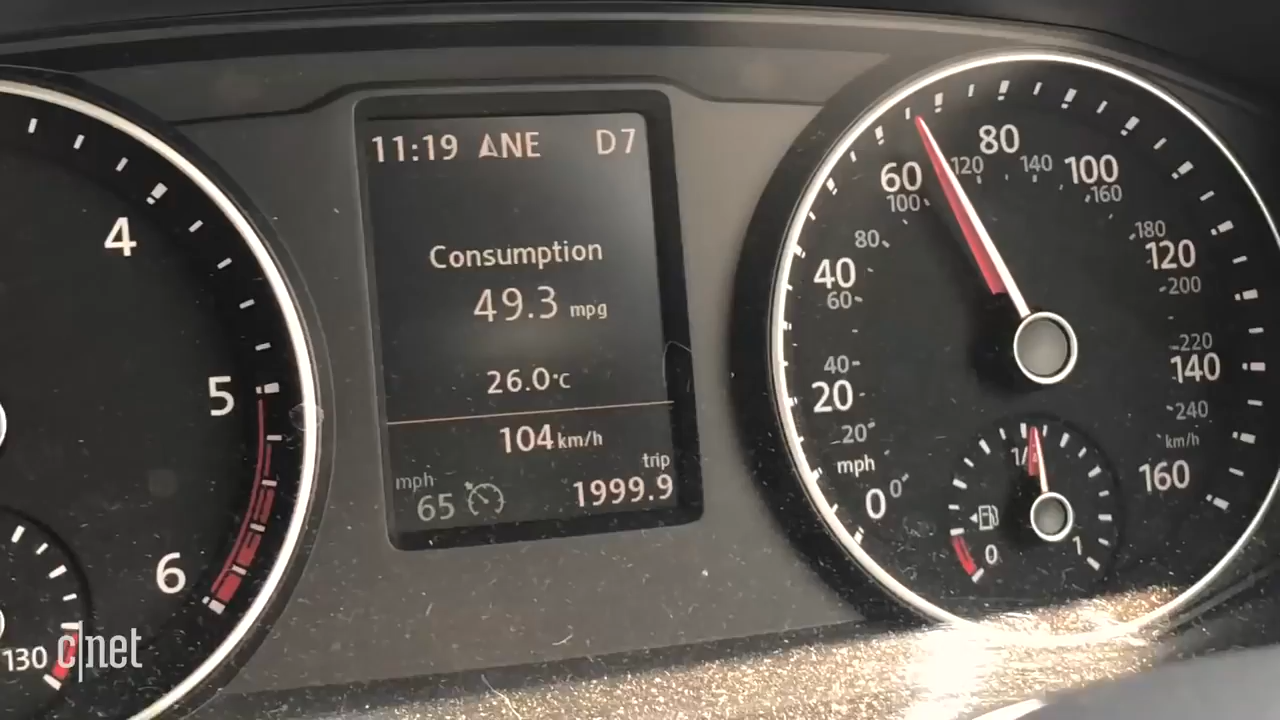 4
5
6
130
c|net
11:19 ANE D7
Consumption
49.3 mpg
26.0°C
104 km/h
trip
mph
65
1999.9
80
120 140
60
100
100
160
80
180
40
120
60
200
40
220
20
140
20
240
mph
km/h
0 0
160
1/2
0 1